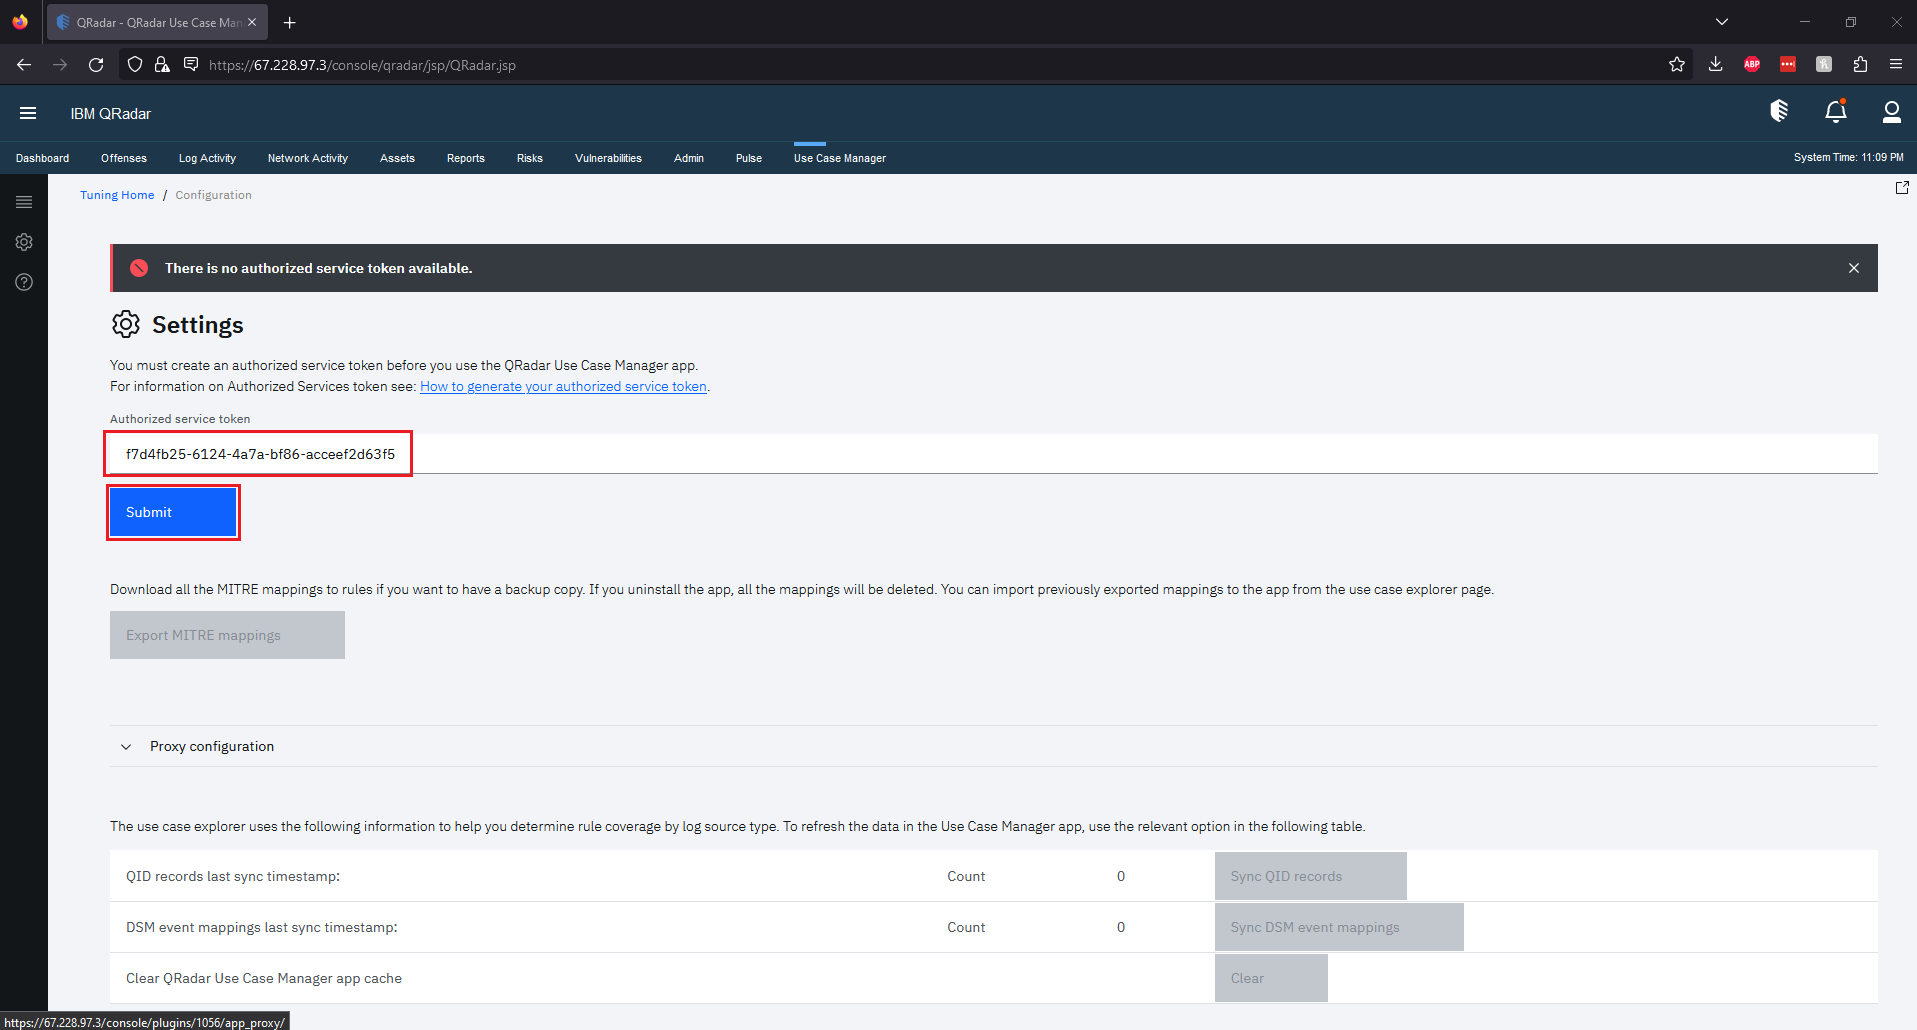 QRadar - QRadar Use Case Man
https://67.228.97.3/console/qradar/jsp/QRadar.jsp
ABP
IBM QRadar
Dashboard Offenses Log Activity Network Activity Assets Reports Risks Vulnerabilities Admin Pulse Use Case Manager System Time: 11:09 PM
Tuning Home / Configuration
There is no authorized service token available.
Settings
You must create an authorized service token before you use the QRadar Use Case Manager app.
For information on Authorized Services token see: How to generate your authorized service token.
Authorized service token
f7d4fb25-6124-4a7a-bf86-acceef2d63f5
Submit
Download all the MITRE mappings to rules if you want to have a backup copy. If you uninstall the app, all the mappings will be deleted. You can import previously exported mappings to the app from the use case explorer page.
Export MITRE mappings
Proxy configuration
The use case explorer uses the following information to help you determine rule coverage by log source type. To refresh the data in the Use Case Manager app, use the relevant option in the following table.
QID records last sync timestamp: Count 0 Sync QID records
DSM event mappings last sync timestamp: Count 0 Sync DSM event mappings
Clear QRadar Use Case Manager app cache Clear
https://67.228.97.3/console/plugins/1056/app_proxy/